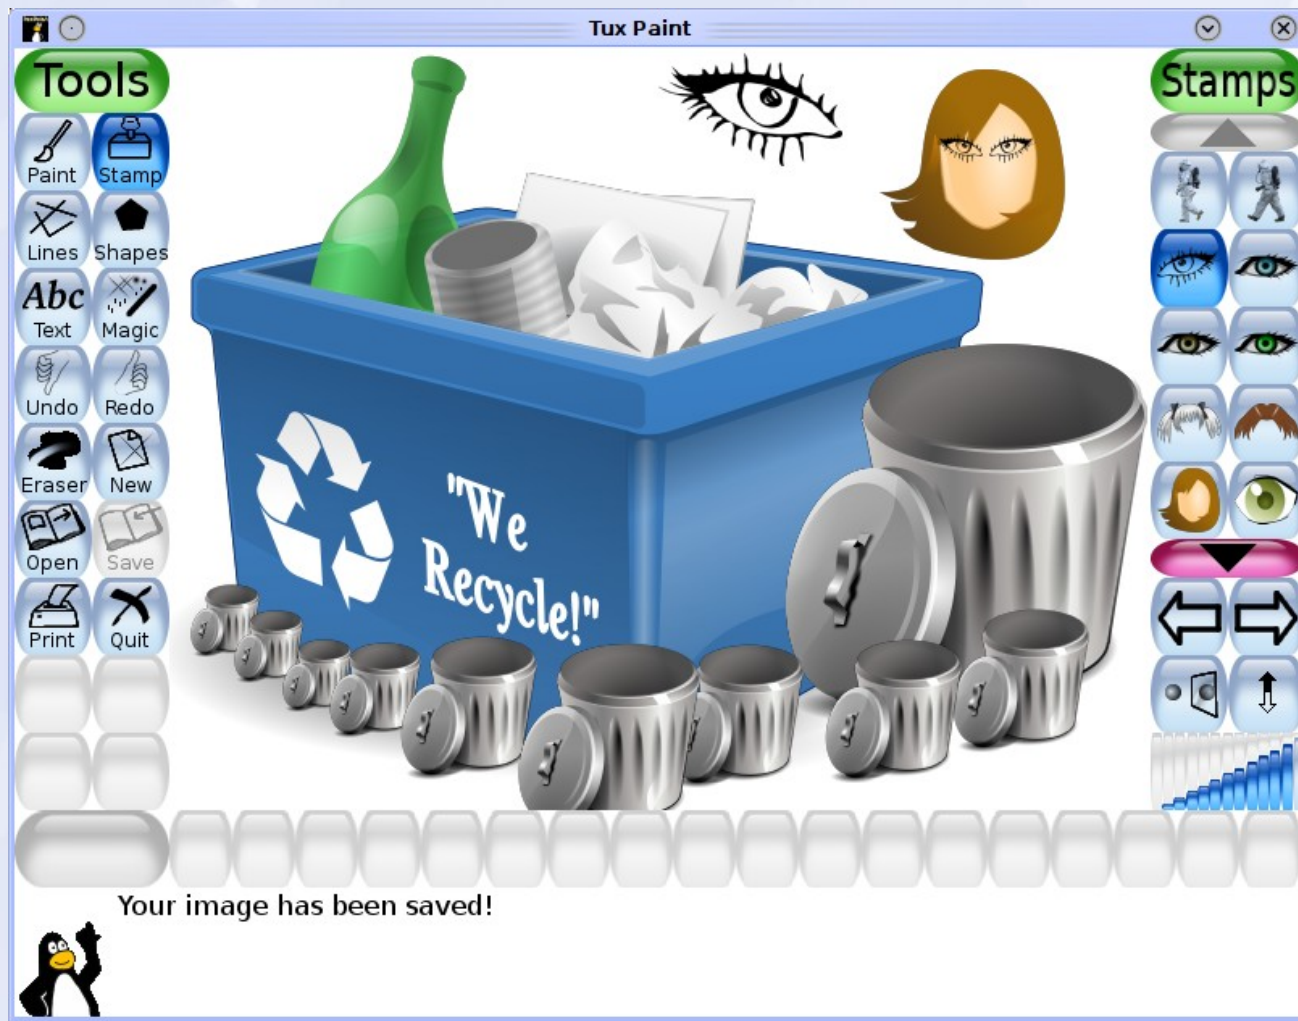 Tux Paint
Tools
Stamps
Paint Stamp
Lines Shapes
Abc
Text Magic
Undo Redo
Eraser New
Open Save
Print Quit
"We
Recycle!"
Your image has been saved!